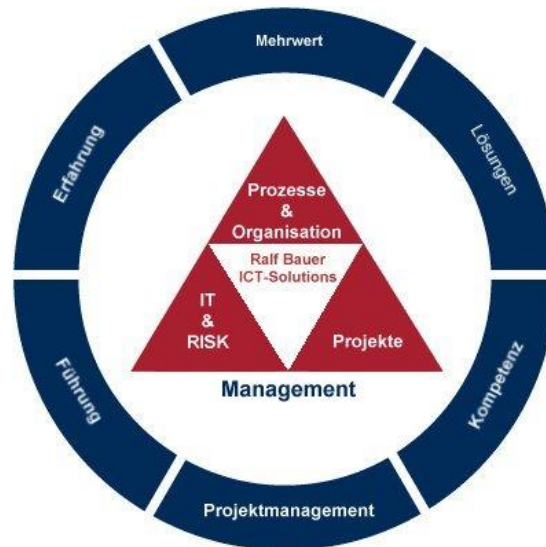 Mehrwert
Lösungen
Erfahrung
Prozesse
&
Organisation
Ralf Bauer
ICT-Solutions
IT
&
RISK
Projekte
Management
Führung
Kompetenz
Projektmanagement